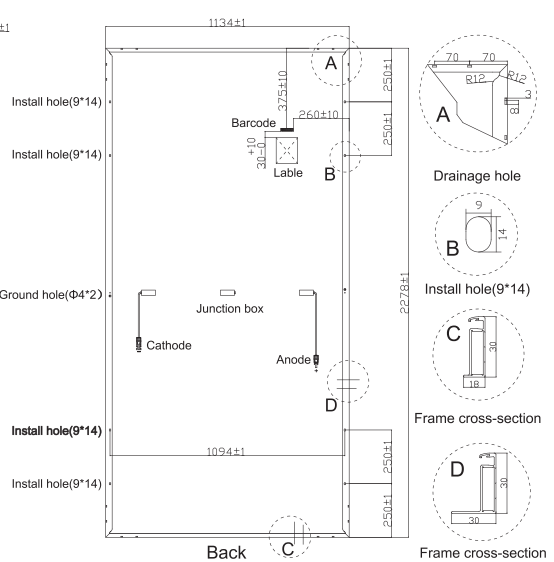 ±1
1134±1
A
250±1
375±10
Install hole(9*14)
260±10
Barcode
250±1
Install hole(9*14)
+10
30-0
Lable
B
Ground hole(Φ4*2)
Junction box
2278±1
Cathode
Anode
D
Install hole(9*14)
1094±1
250±1
Install hole(9*14)
250±1
Back
C
70
70
R12
R12
3
8
A
Drainage hole
9
14
B
Install hole(9*14)
C
30
18
Frame cross-section
D
30
30
Frame cross-section